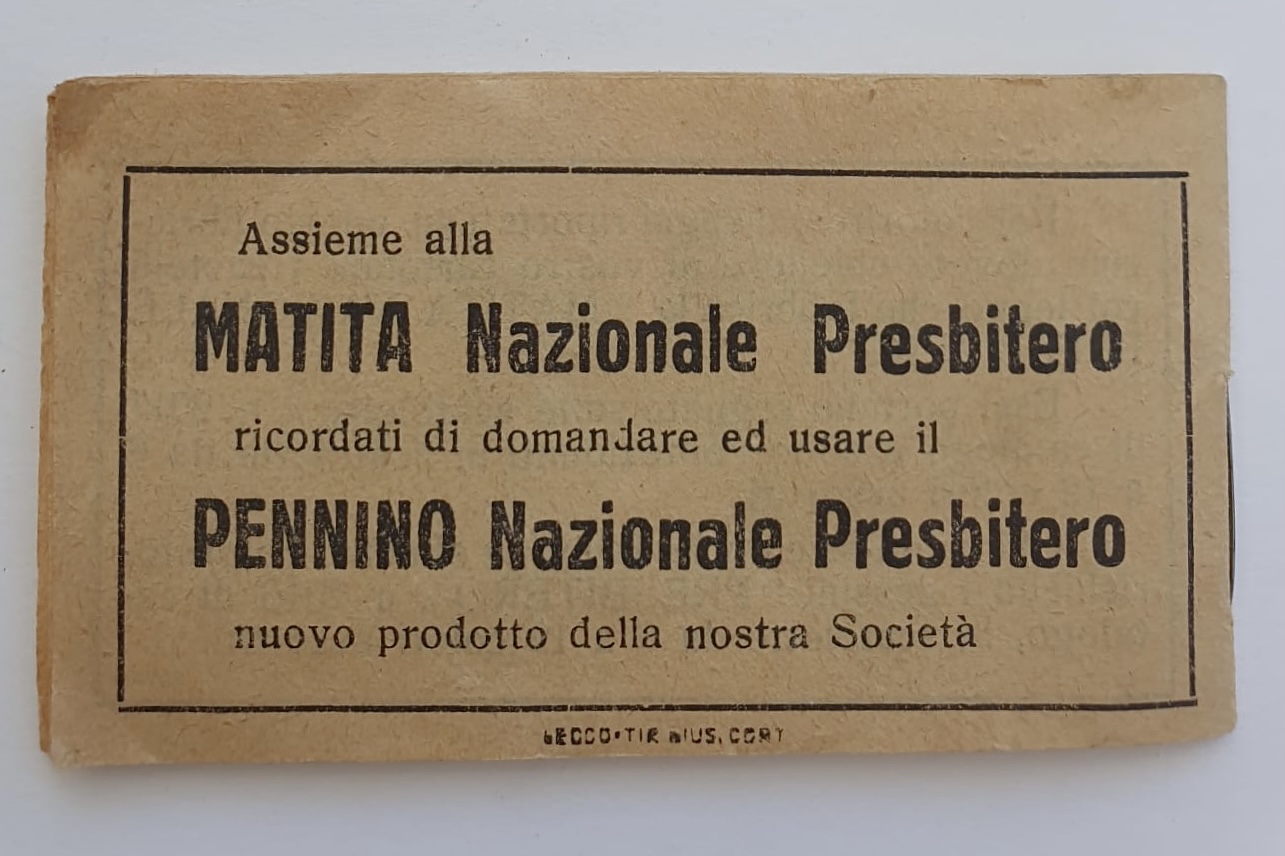 Assieme alla
MATITA Nazionale Presbitero
ricordati di domandare ed usare il
PENNINO Nazionale Presbitero
nuovo prodotto della nostra Società